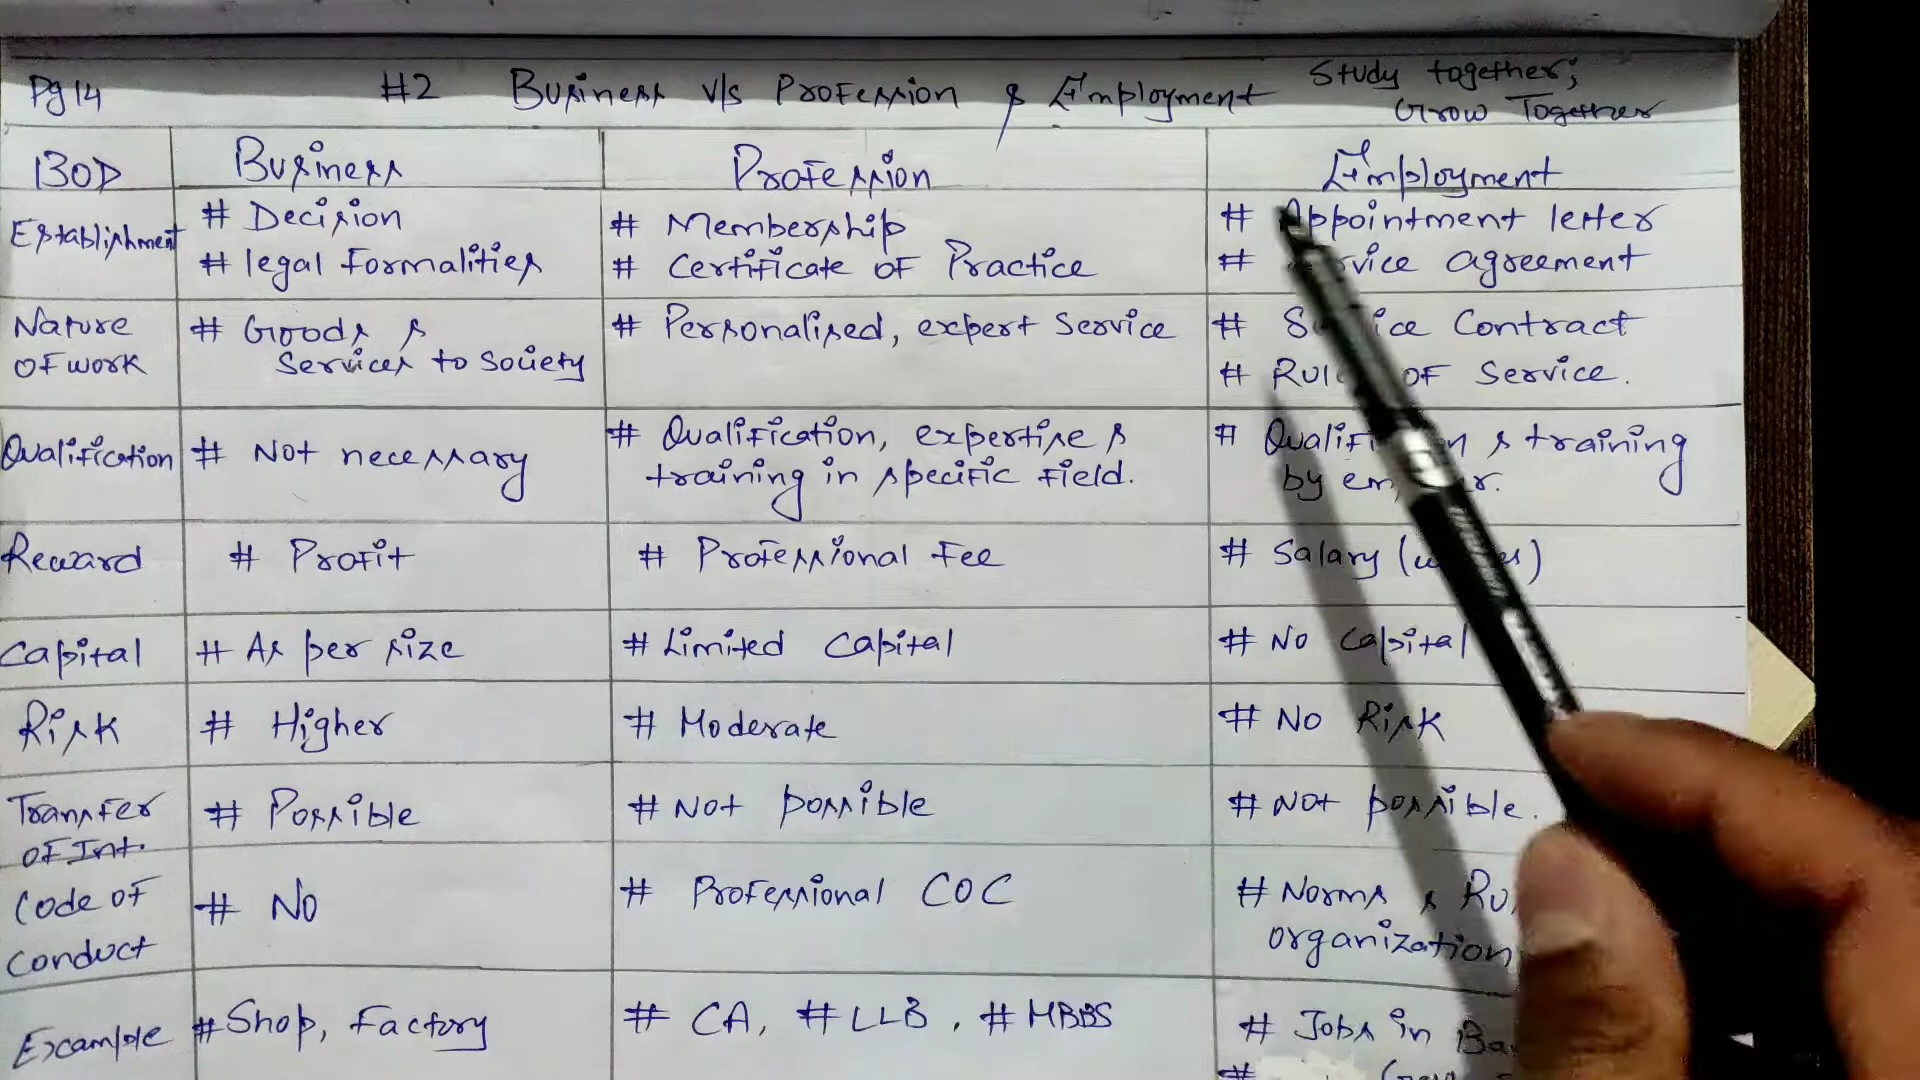 Pg 14 #2 Business v/s Profession & Employment Study together;
Grow Together
BOD Business Profession Employment
Establishment # Decision # Membership # Appointment letter
# legal Formalities # Certificate of Practice # agreement
Nature # Goods & # Personalised, expert Service # Contract
of work Services to Society # OF Service.
Qualification # Not necessary # Qualification, expertise & # & training
training in specific Field. by
Reward # Profit # Professional Fee # Salary
Capital # As per size # Limited Capital # No Capital
Risk # Higher # Moderate # No Risk
Transfer # Possible # Not possible # Not possible.
of Int.
Code of # No # Professional COC # Norms &
conduct organization
Example # Shop, Factory # CA, # LLB, # MBBS # Jobs in
#